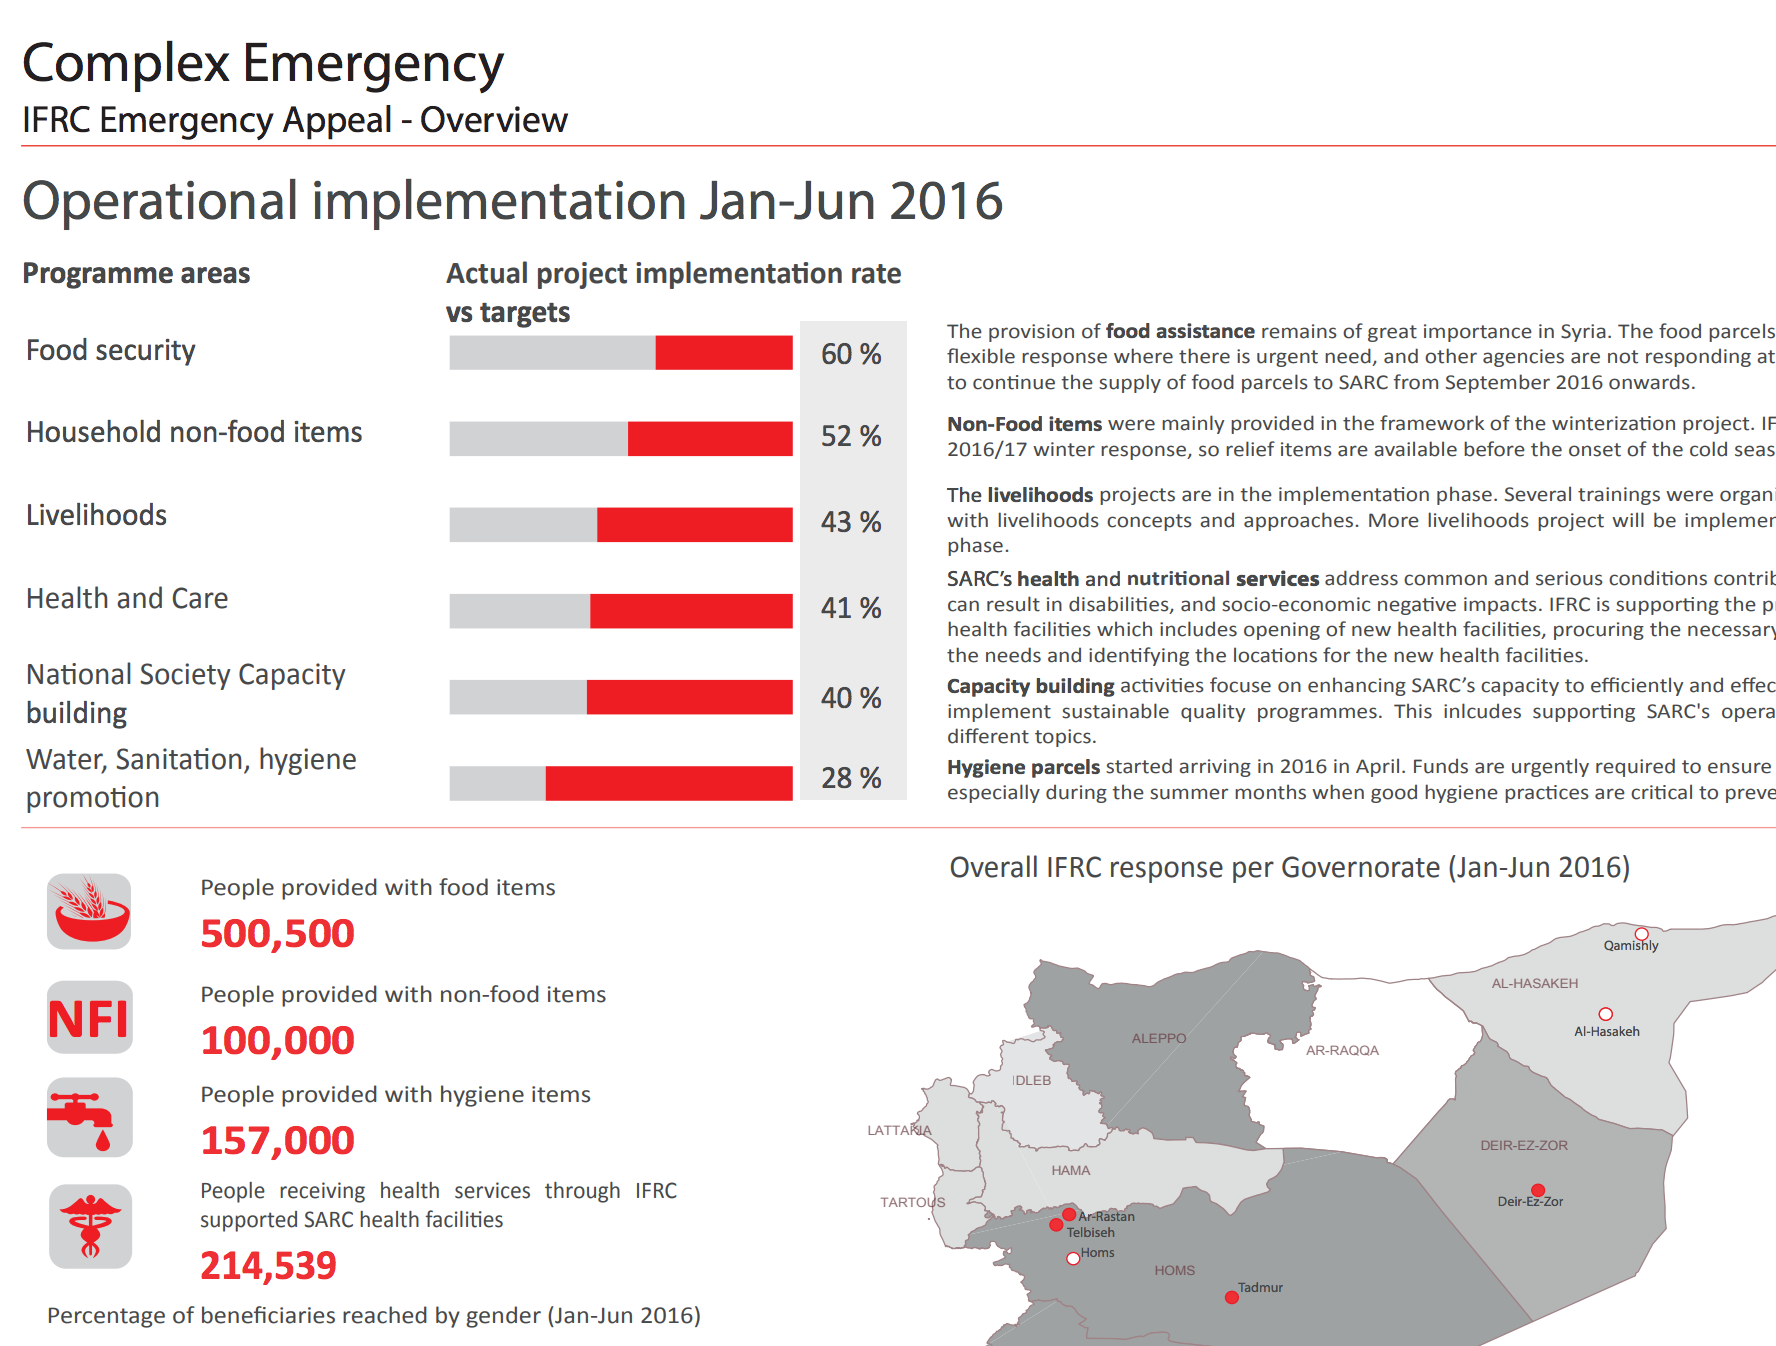 Complex Emergency
IFRC Emergency Appeal - Overview
Operational implementation Jan-Jun 2016
Programme areas
Actual project implementation rate
vs targets
Food security
60 %
Household non-food items
52 %
Livelihoods
43 %
Health and Care
41 %
National Society Capacity
building
40 %
Water, Sanitation, hygiene
promotion
28 %
The provision of food assistance remains of great importance in Syria. The food parcels
flexible response where there is urgent need, and other agencies are not responding at
to continue the supply of food parcels to SARC from September 2016 onwards.
Non-Food items were mainly provided in the framework of the winterization project. IF
2016/17 winter response, so relief items are available before the onset of the cold seas
The livelihoods projects are in the implementation phase. Several trainings were organi
with livelihoods concepts and approaches. More livelihoods project will be implemen
phase.
SARC’s health and nutritional services address common and serious conditions contrib
can result in disabilities, and socio-economic negative impacts. IFRC is supporting the p
health facilities which includes opening of new health facilities, procuring the necessary
the needs and identifying the locations for the new health facilities.
Capacity building activities focus on enhancing SARC’s capacity to efficiently and effec
implement sustainable quality programmes. This inlcudes supporting SARC's opera
different topics.
Hygiene parcels started arriving in 2016 in April. Funds are urgently required to ensure
especially during the summer months when good hygiene practices are critical to preve
People provided with food items
500,500
NFI
People provided with non-food items
100,000
People provided with hygiene items
157,000
People receiving health services through IFRC
supported SARC health facilities
214,539
Percentage of beneficiaries reached by gender (Jan-Jun 2016)
Overall IFRC response per Governorate (Jan-Jun 2016)
Qamishly
AL-HASAKEH
Al-Hasakeh
ALEPPO
AR-RAQQA
IDLEB
LATTAKIA
DEIR-EZ-ZOR
HAMA
Deir-Ez-Zor
TARTOUS
Ar-Rastan
Telbiseh
Homs
HOMS
Tadmur